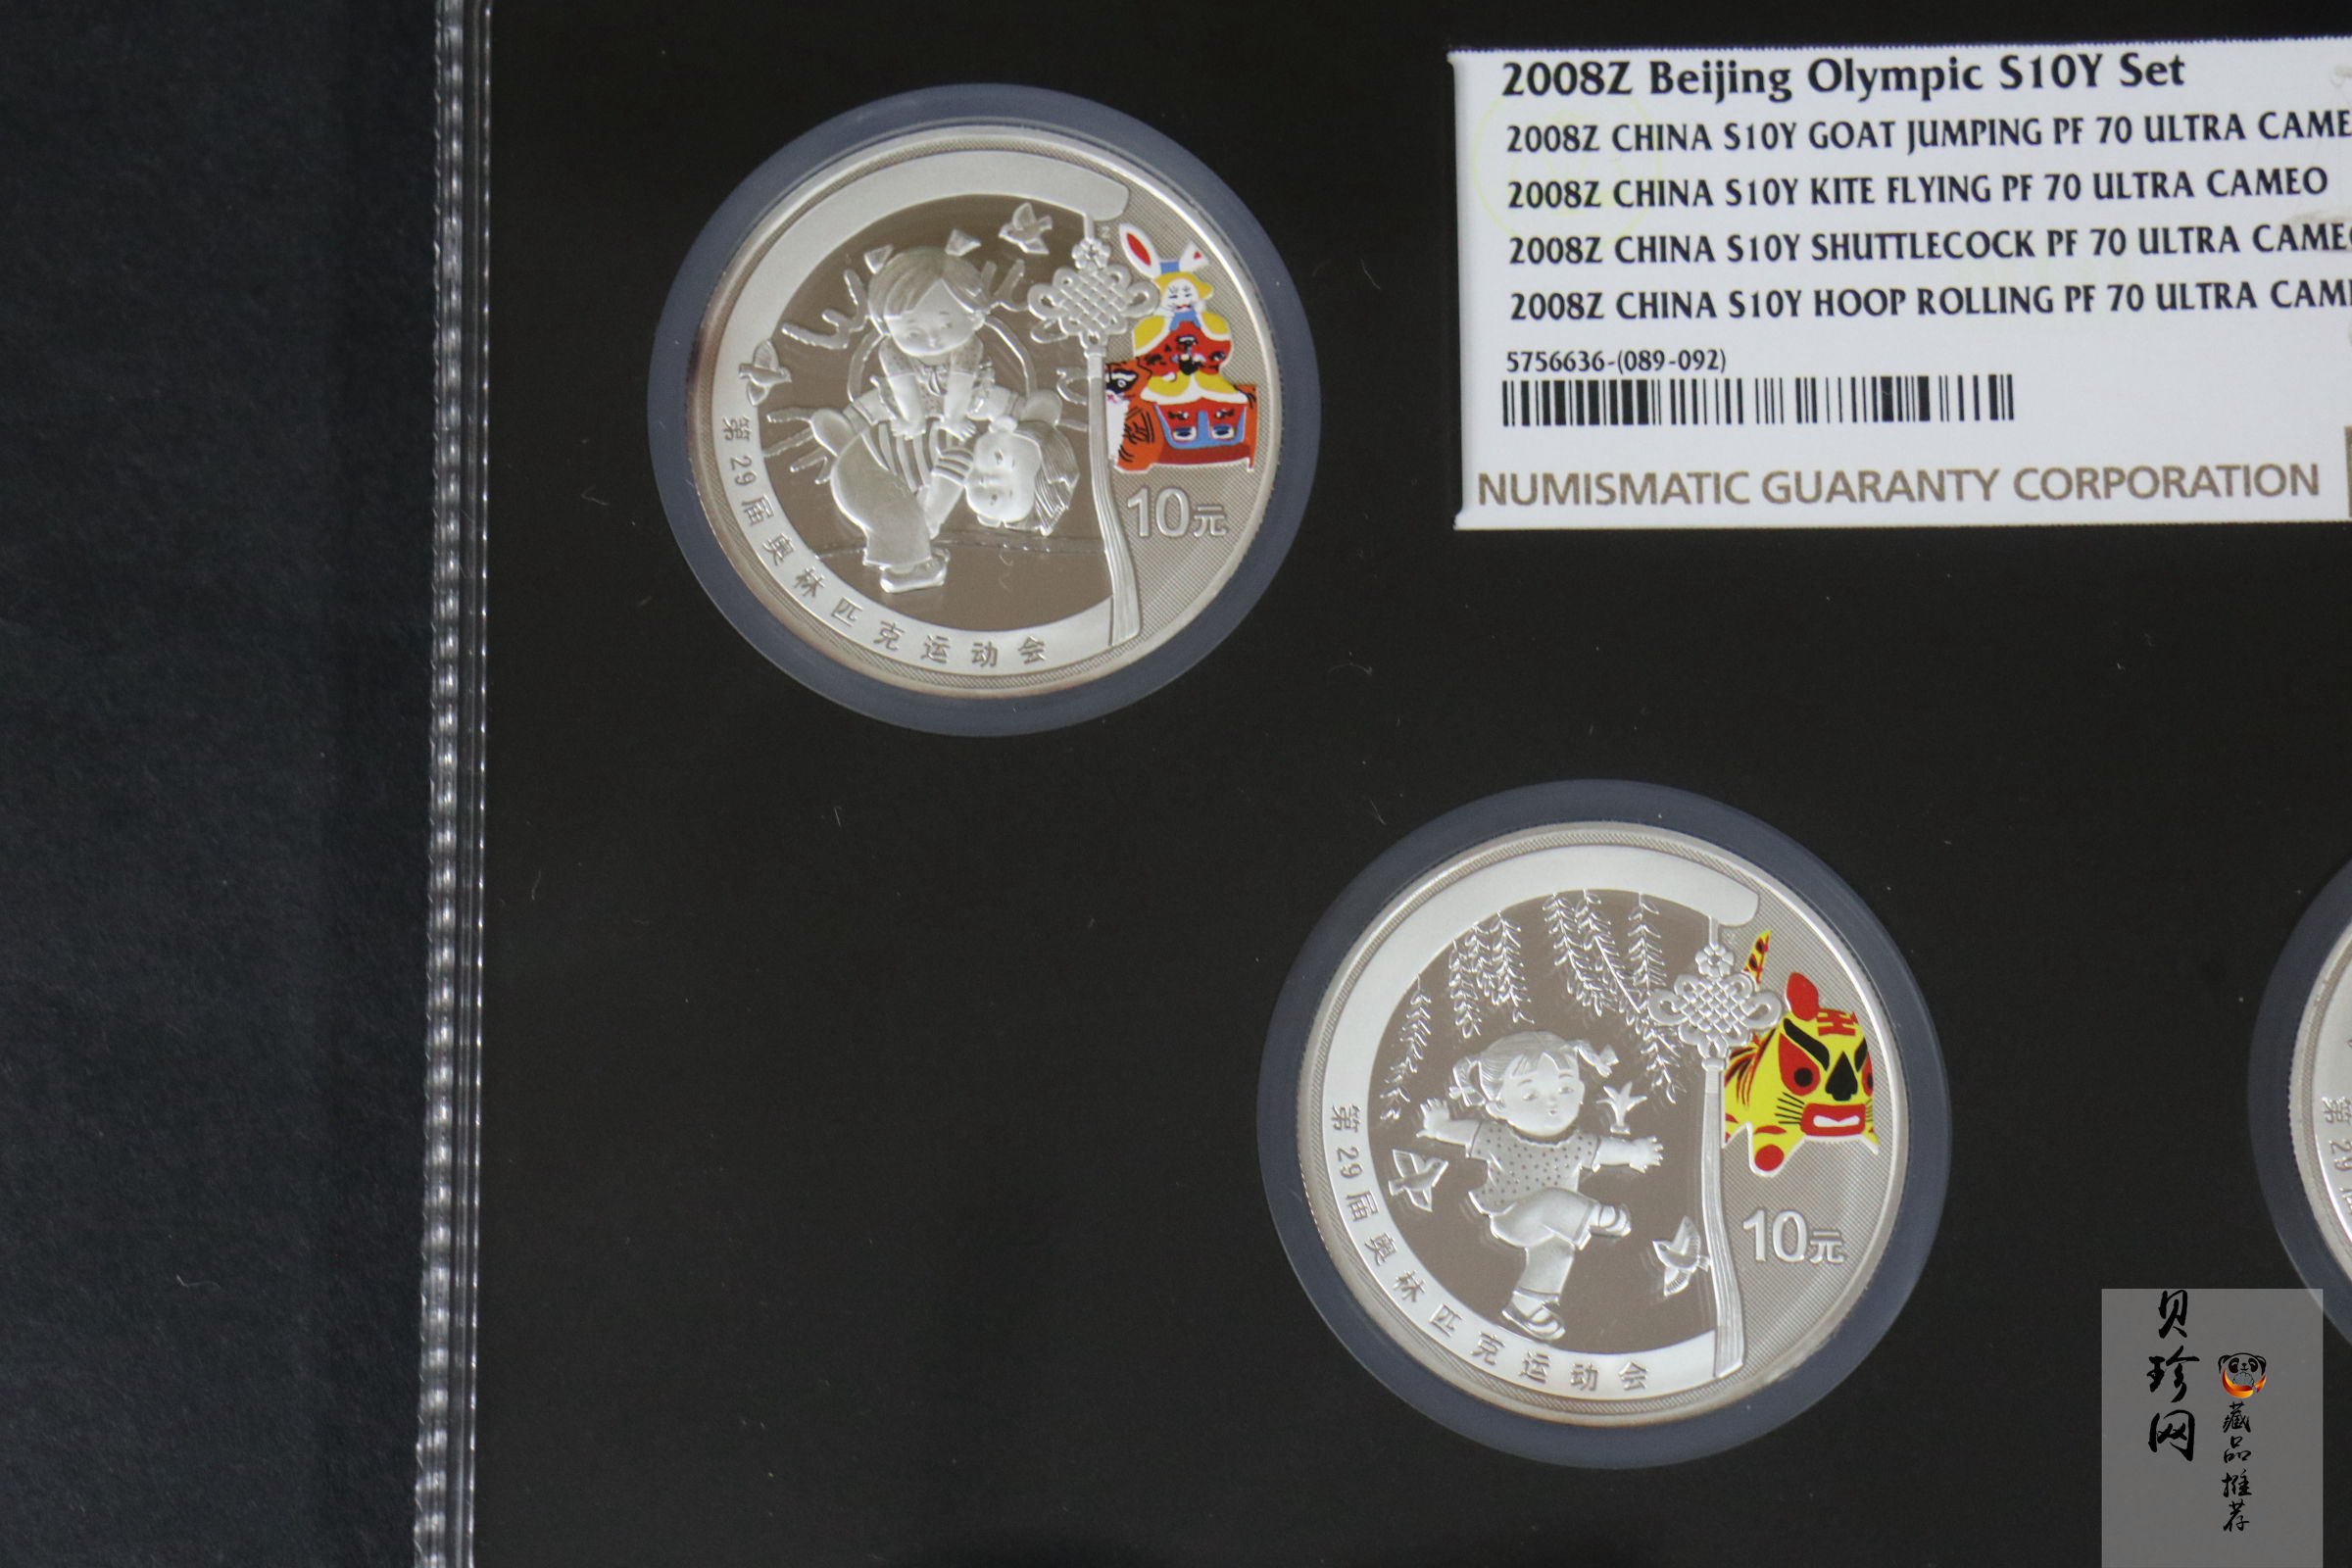 2008Z Beijing Olympic S10Y Set
2008Z CHINA S10Y GOAT JUMPING PF 70 ULTRA CAME
2008Z CHINA S10Y KITE FLYING PF 70 ULTRA CAMEO
2008Z CHINA S10Y SHUTTLECOCK PF 70 ULTRA CAMEO
2008Z CHINA S10Y HOOP ROLLING PF 70 ULTRA CAM
5756636-(089-092)
NUMISMATIC GUARANTY CORPORATION
第29届奥林匹克运动会
10元
第29届奥林匹克运动会
10元
第29
贝珍网
藏品推荐